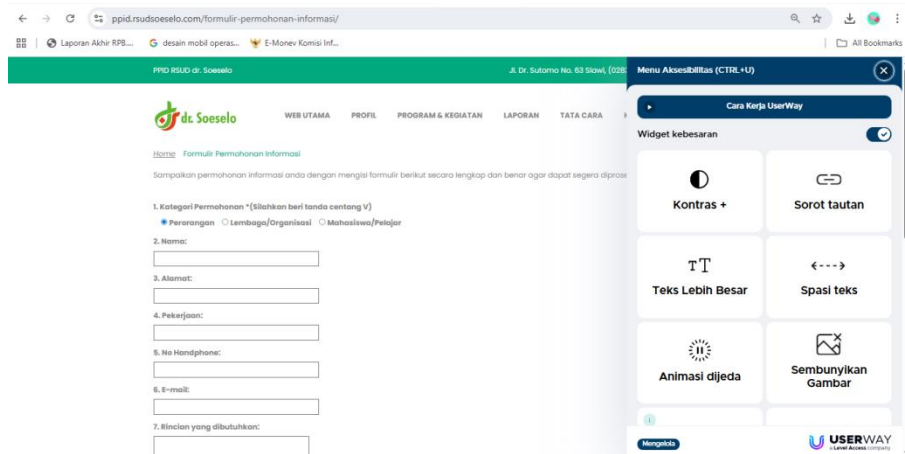 ppid.rsudsoeselo.com/formulir-permohonan-informasi/
Laporan Akhir RPB.... desain mobil operas... E-Monev Komisi Inf... All Bookmarks
PPID RSUD dr. Soeselo Jl. Dr. Sutomo No. 63 Slawi, (028
dr. Soeselo
WEB UTAMA PROFIL PROGRAM & KEGIATAN LAPORAN TATA CARA
Home Formulir Permohonan Informasi
Sampaikan permohonan informasi anda dengan mengisi formulir berikut secara lengkap dan benar agar dapat segera diprose
1. Kategori Permohonan *(Silahkan beri tanda centang V)
Perorangan Lembaga/Organisasi Mahasiswa/Pelajar
2. Nama:
3. Alamat:
4. Pekerjaan:
5. No Handphone:
6. E-mail:
7. Rincian yang dibutuhkan:
Menu Aksesibilitas (CTRL+U)
Cara Kerja UserWay
Widget kebesaran
Kontras +
Sorot tautan
Teks Lebih Besar
Spasi teks
Animasi dijeda
Sembunyikan
Gambar
Mengelola
USERWAY
a Level Access company